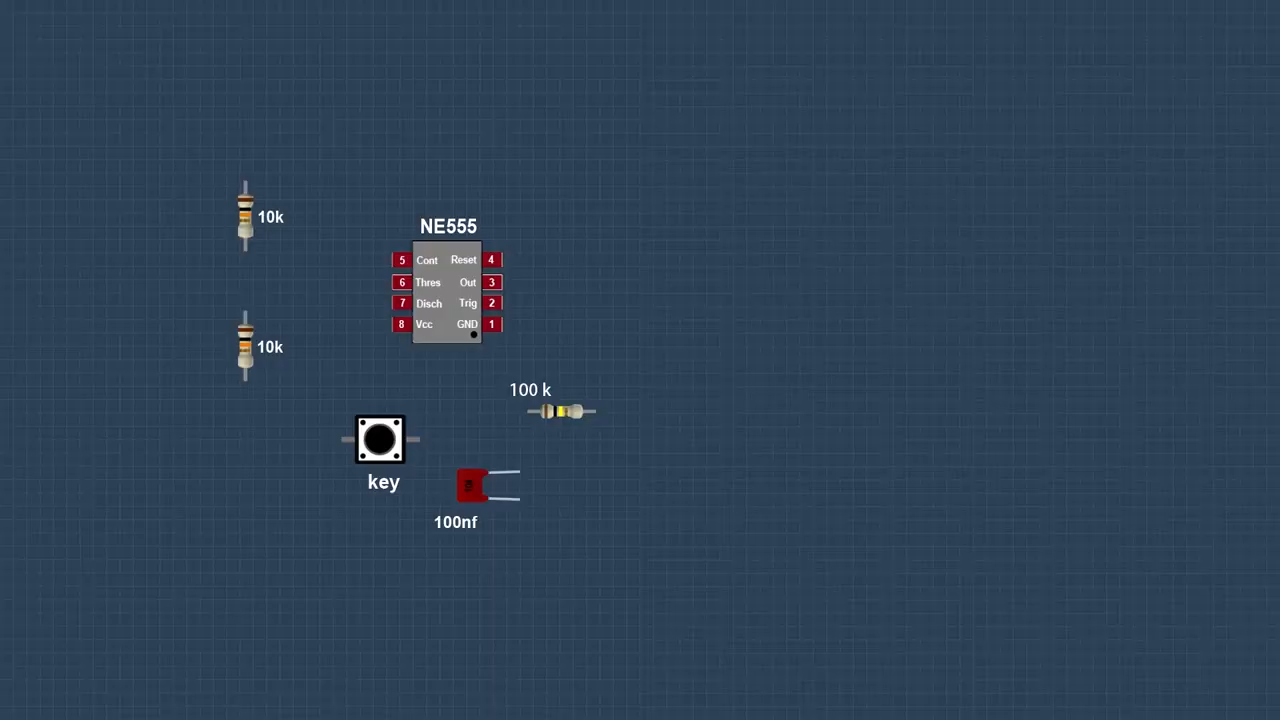 10k
NE555
5 Cont Reset 4
6 Thres Out 3
7 Disch Trig 2
8 Vcc GND 1
10k
100 k
key
100nf